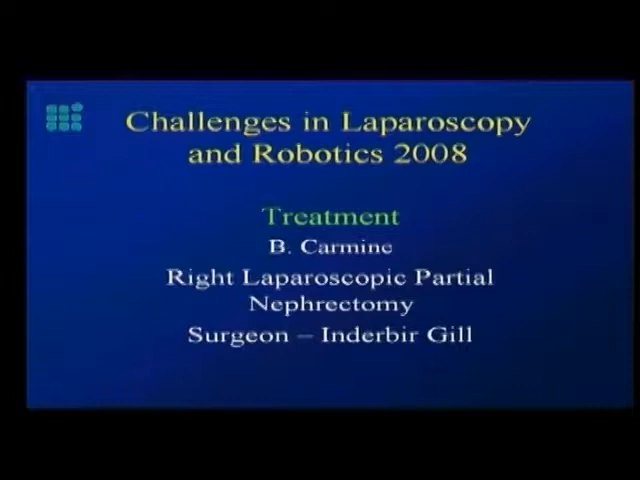 Challenges in Laparoscopy
and Robotics 2008
Treatment
B. Carmine
Right Laparoscopic Partial
Nephrectomy
Surgeon – Inderbir Gill